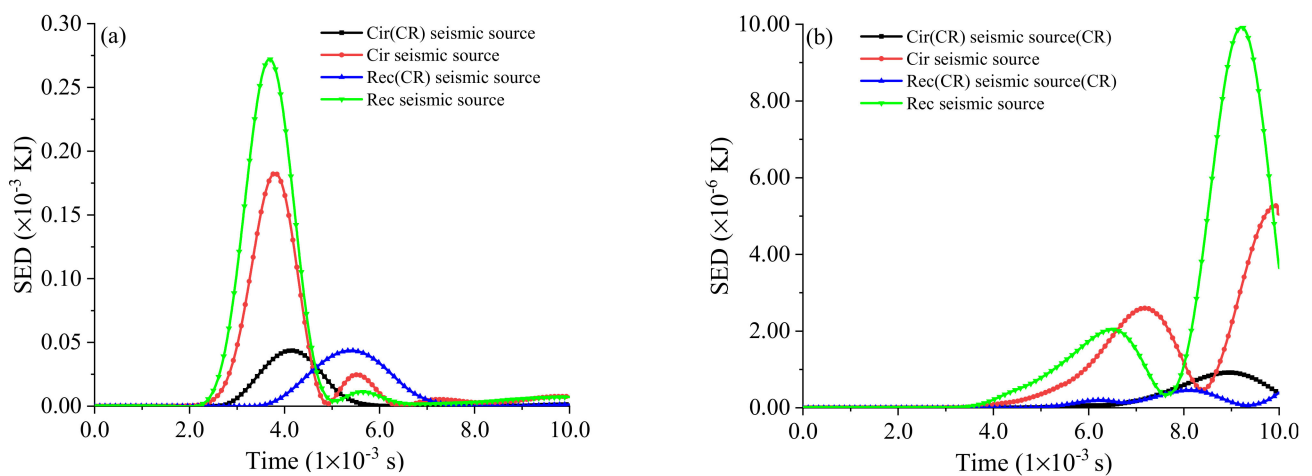 (a)
Cir(CR) seismic source
Cir seismic source
Rec(CR) seismic source
Rec seismic source
SED (×10⁻³ KJ)
0.30
0.25
0.20
0.15
0.10
0.05
0.00
0.0 2.0 4.0 6.0 8.0 10.0
Time (1×10⁻³ s)
(b)
Cir(CR) seismic source(CR)
Cir seismic source
Rec(CR) seismic source(CR)
Rec seismic source
SED (×10⁻⁶ KJ)
10.00
8.00
6.00
4.00
2.00
0.00
0.0 2.0 4.0 6.0 8.0 10.0
Time (1×10⁻³ s)